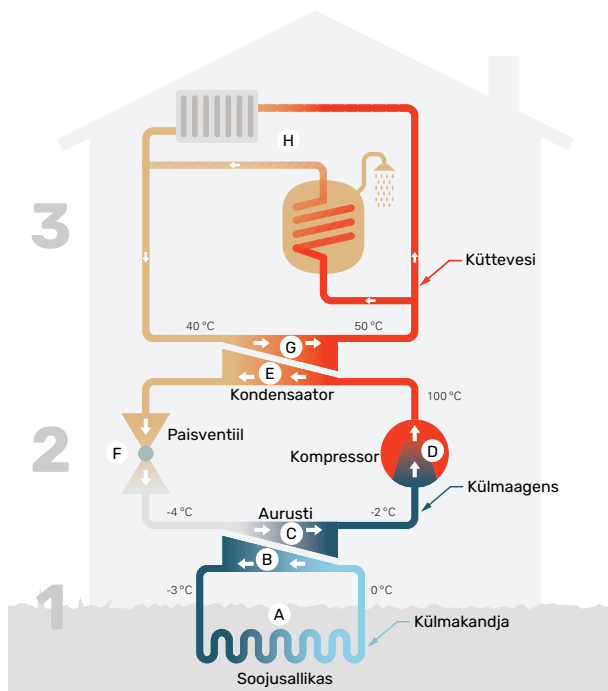 H
3
Küttevesi
40 °C
50 °C
G
E
Kondensaator
100 °C
Paisventiil
F
2
D
Kompressor
Külmaagens
Aurusti
-4 °C
-2 °C
C
B
-3 °C
0 °C
1
A
Külmakandja
Soojusallikas